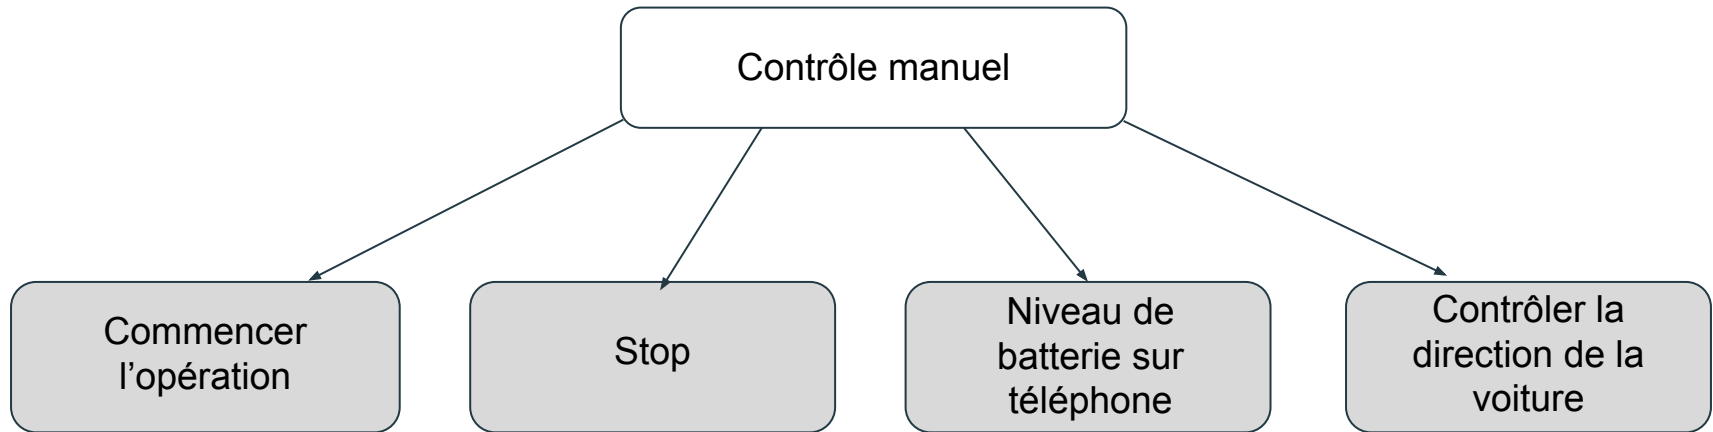 Contrôle manuel
Commencer
l’opération
Stop
Niveau de
batterie sur
téléphone
Contrôler la
direction de la
voiture